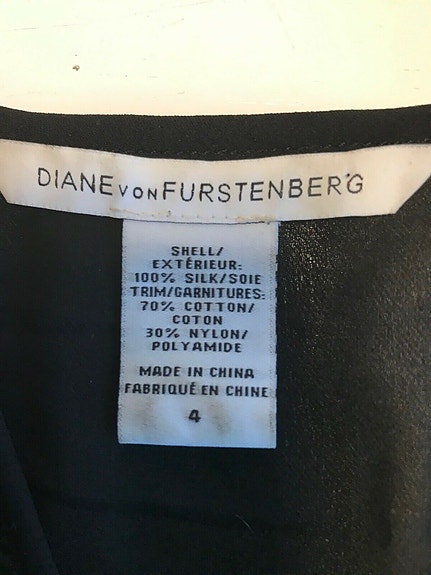 DIANE VON FURSTENBERG
SHELL/
EXTÉRIEUR:
100% SILK/SOIE
TRIM/GARNITURES:
70% COTTON/
COTON
30% NYLON/
POLYAMIDE
MADE IN CHINA
FABRIQUÉ EN CHINE
4